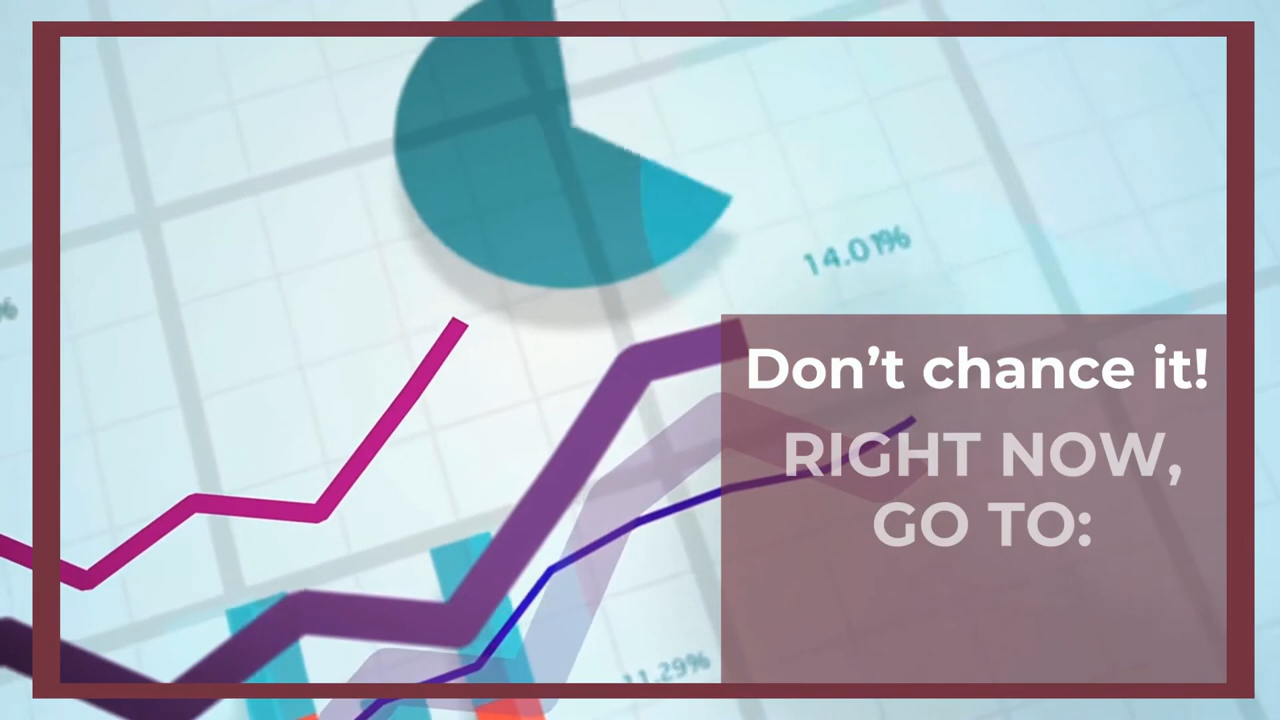 %
14.01%
Don’t chance it!
RIGHT NOW,
GO TO:
11.29%